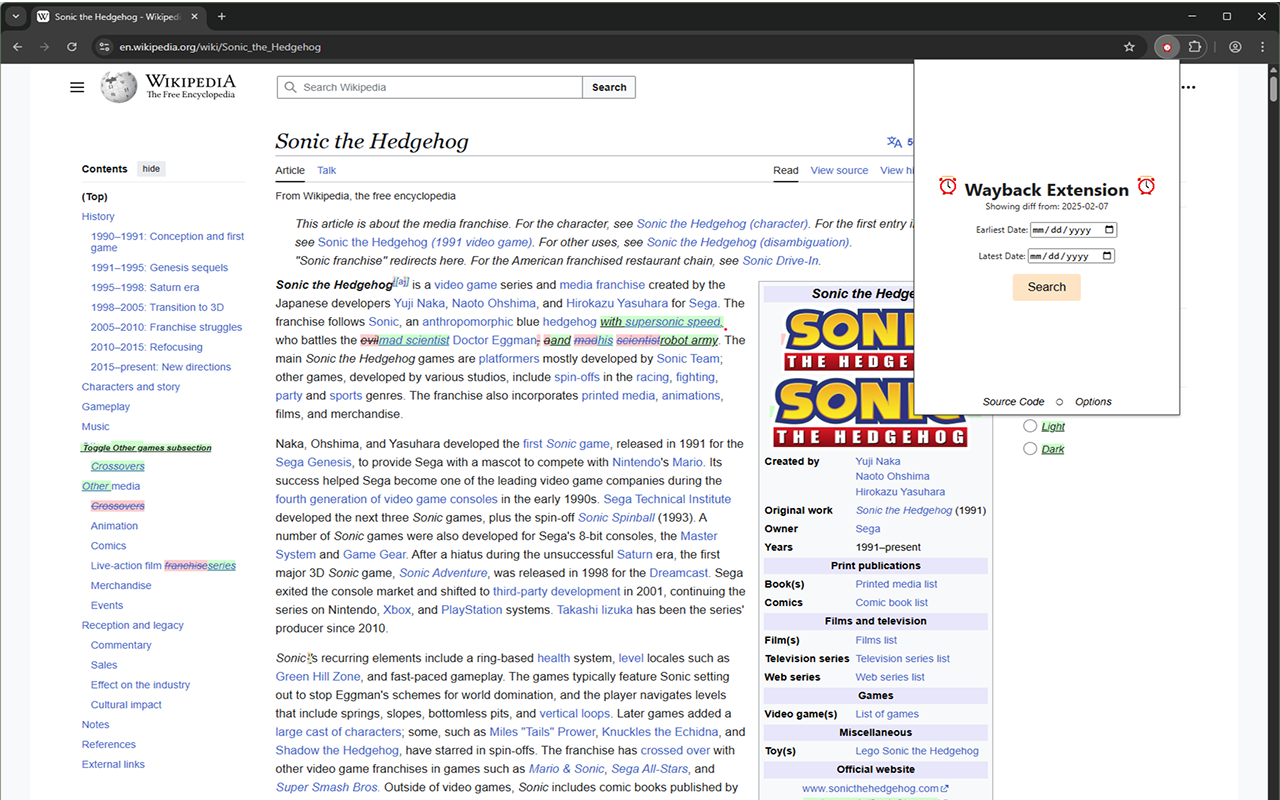 Sonic the Hedgehog - Wikiped
en.wikipedia.org/wiki/Sonic_the_Hedgehog
WIKIPEDIA
The Free Encyclopedia
Search Wikipedia
Search
Contents hide
(Top)
History
1990–1991: Conception and first
game
1991–1995: Genesis sequels
1995–1998: Saturn era
1998–2005: Transition to 3D
2005–2010: Franchise struggles
2010–2015: Refocusing
2015–present: New directions
Characters and story
Gameplay
Music
Toggle Other games subsection
Crossovers
Other media
Crossovers
Animation
Comics
Live-action film franchiseseries
Merchandise
Events
Reception and legacy
Commentary
Sales
Effect on the industry
Cultural impact
Notes
References
External links
Sonic the Hedgehog
Article Talk
Read View source View hi
From Wikipedia, the free encyclopedia
This article is about the media franchise. For the character, see Sonic the Hedgehog (character). For the first entry i
see Sonic the Hedgehog (1991 video game). For other uses, see Sonic the Hedgehog (disambiguation).
"Sonic franchise" redirects here. For the American franchised restaurant chain, see Sonic Drive-In.
Sonic the Hedgehog[[a]] is a video game series and media franchise created by the
Japanese developers Yuji Naka, Naoto Ohshima, and Hirokazu Yasuhara for Sega. The
franchise follows Sonic, an anthropomorphic blue hedgehog with supersonic speed,
who battles the evilmad scientist Doctor Eggman, aand madhis scientistrobot army. The
main Sonic the Hedgehog games are platformers mostly developed by Sonic Team;
other games, developed by various studios, include spin-offs in the racing, fighting,
party and sports genres. The franchise also incorporates printed media, animations,
films, and merchandise.
Naka, Ohshima, and Yasuhara developed the first Sonic game, released in 1991 for the
Sega Genesis, to provide Sega with a mascot to compete with Nintendo's Mario. Its
success helped Sega become one of the leading video game companies during the
fourth generation of video game consoles in the early 1990s. Sega Technical Institute
developed the next three Sonic games, plus the spin-off Sonic Spinball (1993). A
number of Sonic games were also developed for Sega's 8-bit consoles, the Master
System and Game Gear. After a hiatus during the unsuccessful Saturn era, the first
major 3D Sonic game, Sonic Adventure, was released in 1998 for the Dreamcast. Sega
exited the console market and shifted to third-party development in 2001, continuing the
series on Nintendo, Xbox, and PlayStation systems. Takashi Iizuka has been the series'
producer since 2010.
Sonic's recurring elements include a ring-based health system, level locales such as
Green Hill Zone, and fast-paced gameplay. The games typically feature Sonic setting
out to stop Eggman's schemes for world domination, and the player navigates levels
that include springs, slopes, bottomless pits, and vertical loops. Later games added a
large cast of characters; some, such as Miles "Tails" Prower, Knuckles the Echidna, and
Shadow the Hedgehog, have starred in spin-offs. The franchise has crossed over with
other video game franchises in games such as Mario & Sonic, Sega All-Stars, and
Super Smash Bros. Outside of video games, Sonic includes comic books published by
Sonic the Hedge
SONI
THE HEDGEH
SONIC
THE HEDGEHOG
Created by Yuji Naka
Naoto Ohshima
Hirokazu Yasuhara
Original work Sonic the Hedgehog (1991)
Owner Sega
Years 1991–present
Print publications
Book(s) Printed media list
Comics Comic book list
Films and television
Film(s) Films list
Television series Television series list
Web series Web series list
Games
Video game(s) List of games
Miscellaneous
Toy(s) Lego Sonic the Hedgehog
Official website
www.sonicthehedgehog.com
Wayback Extension
Showing diff from: 2025-02-07
Earliest Date: mm/dd/yyyy
Latest Date: mm/dd/yyyy
Search
Source Code Options
Light
Dark